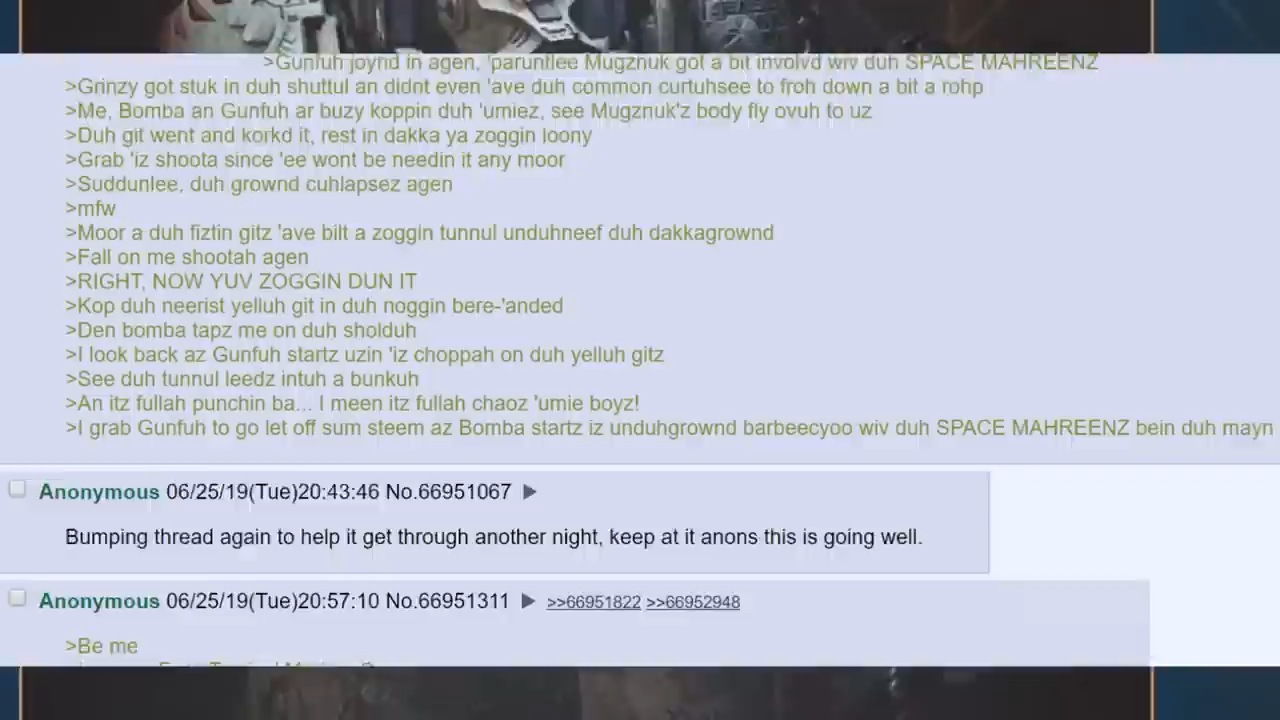 >Gunfuh joynd in agen, 'paruntlee Mugznuk got a bit involvd wiv duh SPACE MAHREENZ
>Grinzy got stuk in duh shuttul an didnt even 'ave duh common curtuhsee to froh down a bit a rohp
>Me, Bomba an Gunfuh ar buzy koppin duh 'umiez, see Mugznuk'z body fly ovuh to uz
>Duh git went and korkd it, rest in dakka ya zoggin loony
>Grab 'iz shoota since 'ee wont be needin it any moor
>Suddunlee, duh grownd cuhlapsez agen
>mfw
>Moor a duh fiztin gitz 'ave bilt a zoggin tunnul unduhneef duh dakkagrownd
>Fall on me shootah agen
>RIGHT, NOW YUV ZOGGIN DUN IT
>Kop duh neerist yelluh git in duh noggin bere-'anded
>Den bomba tapz me on duh sholduh
>I look back az Gunfuh startz uzin 'iz choppah on duh yelluh gitz
>See duh tunnul leedz intuh a bunkuh
>An itz fullah punchin ba... I meen itz fullah chaoz 'umie boyz!
>I grab Gunfuh to go let off sum steem az Bomba startz iz unduhgrownd barbeecyoo wiv duh SPACE MAHREENZ bein duh mayn
Anonymous 06/25/19(Tue)20:43:46 No.66951067 ▶
Bumping thread again to help it get through another night, keep at it anons this is going well.
Anonymous 06/25/19(Tue)20:57:10 No.66951311 ▶ >>66951822 >>66952948
>Be me